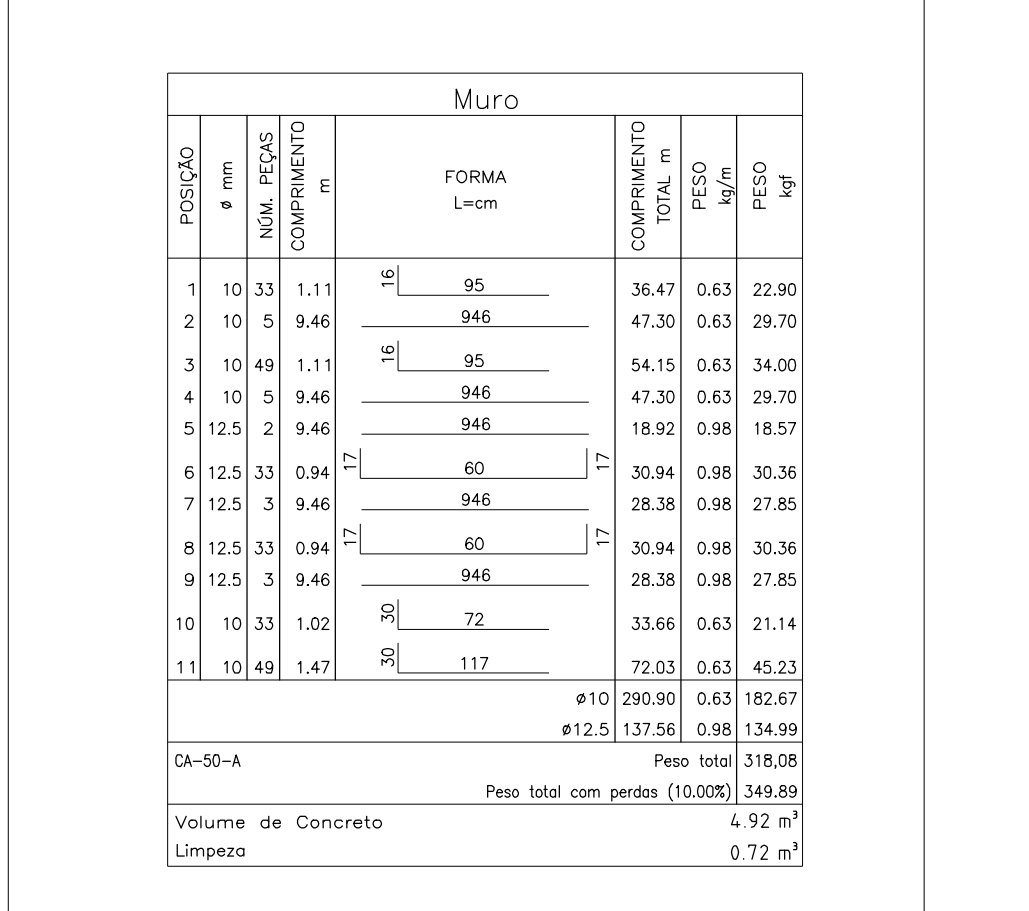 Muro
POSIÇÃO ø mm NÚM. PEÇAS COMPRIMENTO m FORMA L=cm COMPRIMENTO TOTAL m PESO kg/m PESO kgf
1 10 33 1.11 16 95 36.47 0.63 22.90
2 10 5 9.46 946 47.30 0.63 29.70
3 10 49 1.11 16 95 54.15 0.63 34.00
4 10 5 9.46 946 47.30 0.63 29.70
5 12.5 2 9.46 946 18.92 0.98 18.57
6 12.5 33 0.94 17 60 17 30.94 0.98 30.36
7 12.5 3 9.46 946 28.38 0.98 27.85
8 12.5 33 0.94 17 60 17 30.94 0.98 30.36
9 12.5 3 9.46 946 28.38 0.98 27.85
10 10 33 1.02 30 72 33.66 0.63 21.14
11 10 49 1.47 30 117 72.03 0.63 45.23
ø10 290.90 0.63 182.67
ø12.5 137.56 0.98 134.99
CA-50-A Peso total 318,08
Peso total com perdas (10.00%) 349.89
Volume de Concreto 4.92 m³
Limpeza 0.72 m³